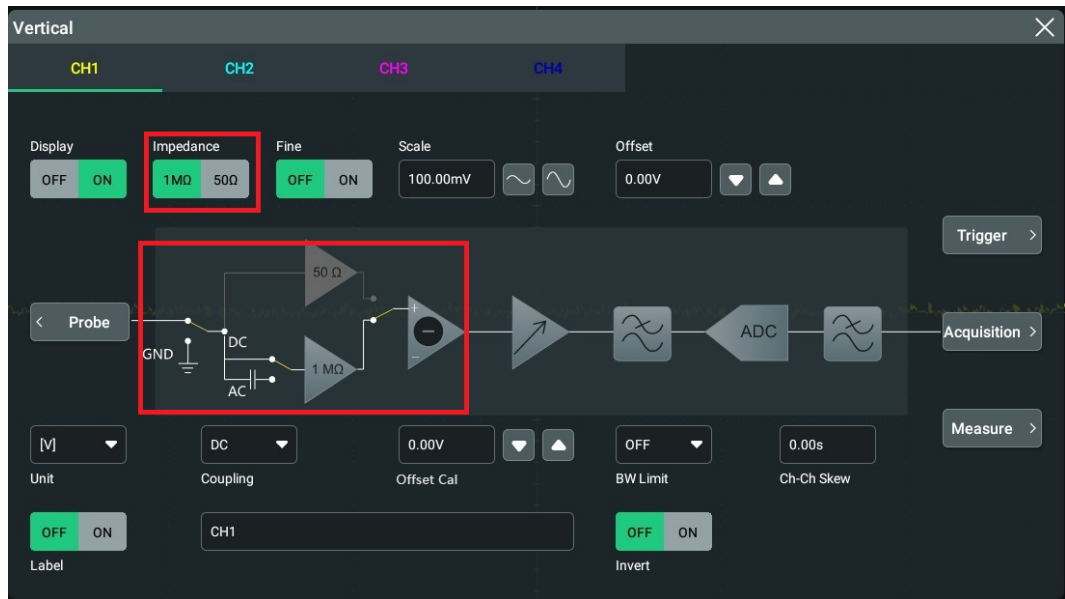 Vertical
CH1 CH2 CH3 CH4
Display Impedance Fine Scale Offset
OFF ON 1MΩ 50Ω OFF ON 100.00mV 0.00V
Trigger >
50 Ω
+
< Probe
DC
ADC
Acquisition >
GND
−
1 MΩ
AC
[V] DC 0.00V OFF 0.00s
Measure >
Unit Coupling Offset Cal BW Limit Ch-Ch Skew
OFF ON CH1 OFF ON
Label Invert